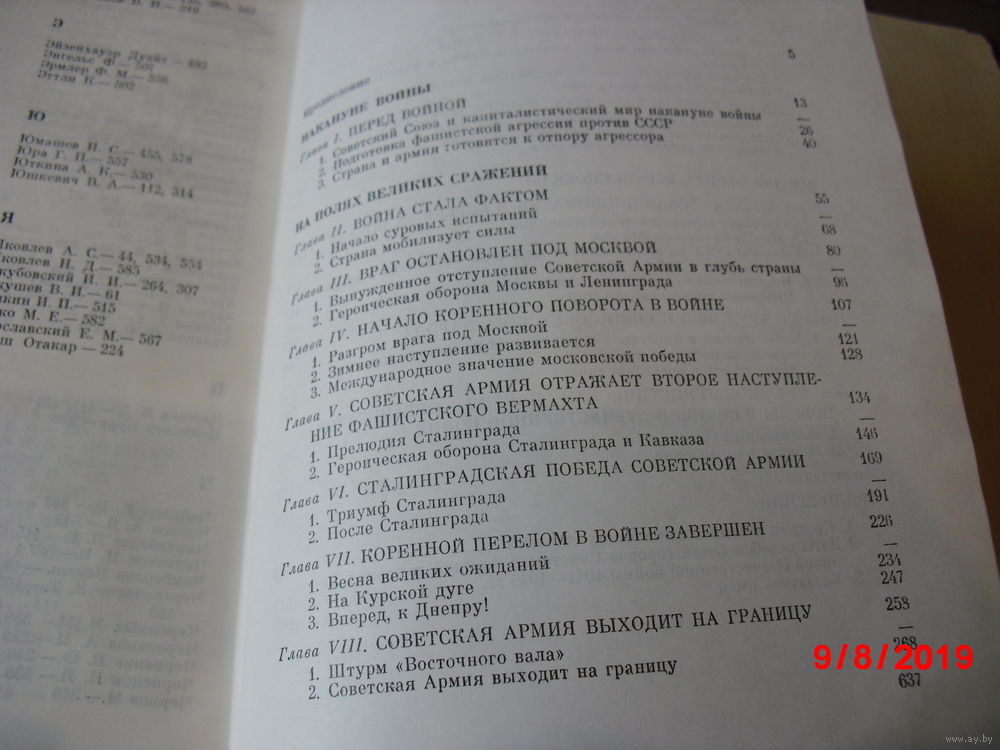 — 319
Э
Эйзенхауэр Дуайт — 493
Энгельс Ф.— 507
Эрмлер Ф. М — 556
Эттли К.— 502
Ю
Юмашев И. С.— 455, 578
Юра Г. П.— 557
Юткина А. К.— 530
Юшкевич В. А.—112, 314
Я
Яковлев А. С.— 44, 534, 554
Яковлев Н. Д.— 585
кубовский И. И.— 264, 307
кушев В. И.— 61
кин И. П.— 515
ко М. Е.— 582
ославский Е. М.— 567
ш Отакар — 224
Предисловие 5
НАКАНУНЕ ВОЙНЫ
Глава I. ПЕРЕД ВОЙНОЙ 13
1. Советский Союз и капиталистический мир накануне войны —
2. Подготовка фашистской агрессии против СССР 26
3. Страна и армия готовятся к отпору агрессора 40
НА ПОЛЯХ ВЕЛИКИХ СРАЖЕНИЙ
Глава II. ВОЙНА СТАЛА ФАКТОМ 55
1. Начало суровых испытаний —
2. Страна мобилизует силы 68
Глава III. ВРАГ ОСТАНОВЛЕН ПОД МОСКВОЙ 89
1. Вынужденное отступление Советской Армии в глубь страны —
2. Героическая оборона Москвы и Ленинграда 96
Глава IV. НАЧАЛО КОРЕННОГО ПОВОРОТА В ВОЙНЕ 107
1. Разгром врага под Москвой —
2. Зимнее наступление развивается 121
3. Международное значение московской победы 128
Глава V. СОВЕТСКАЯ АРМИЯ ОТРАЖАЕТ ВТОРОЕ НАСТУПЛЕ-
НИЕ ФАШИСТСКОГО ВЕРМАХТА 134
1. Прелюдия Сталинграда —
2. Героическая оборона Сталинграда и Кавказа 146
Глава VI. СТАЛИНГРАДСКАЯ ПОБЕДА СОВЕТСКОЙ АРМИИ 169
1. Триумф Сталинграда —
2. После Сталинграда 191
Глава VII. КОРЕННОЙ ПЕРЕЛОМ В ВОЙНЕ ЗАВЕРШЕН 226
1. Весна великих ожиданий —
2. На Курской дуге 234
3. Вперед, к Днепру! 247
Глава VIII. СОВЕТСКАЯ АРМИЯ ВЫХОДИТ НА ГРАНИЦУ 258
1. Штурм «Восточного вала» —
2. Советская Армия выходит на границу 268
637
9/8/2019
www.ay.by